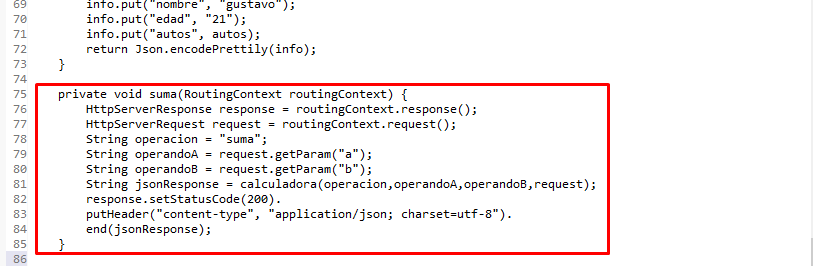 69 info.put("nombre", "gustavo");
70 info.put("edad", "21");
71 info.put("autos", autos);
72 return Json.encodePrettily(info);
73 }
74
75 private void suma(RoutingContext routingContext) {
76 HttpServerResponse response = routingContext.response();
77 HttpServerRequest request = routingContext.request();
78 String operacion = "suma";
79 String operandoA = request.getParam("a");
80 String operandoB = request.getParam("b");
81 String jsonResponse = calculadora(operacion,operandoA,operandoB,request);
82 response.setStatusCode(200).
83 putHeader("content-type", "application/json; charset=utf-8").
84 end(jsonResponse);
85 }
86